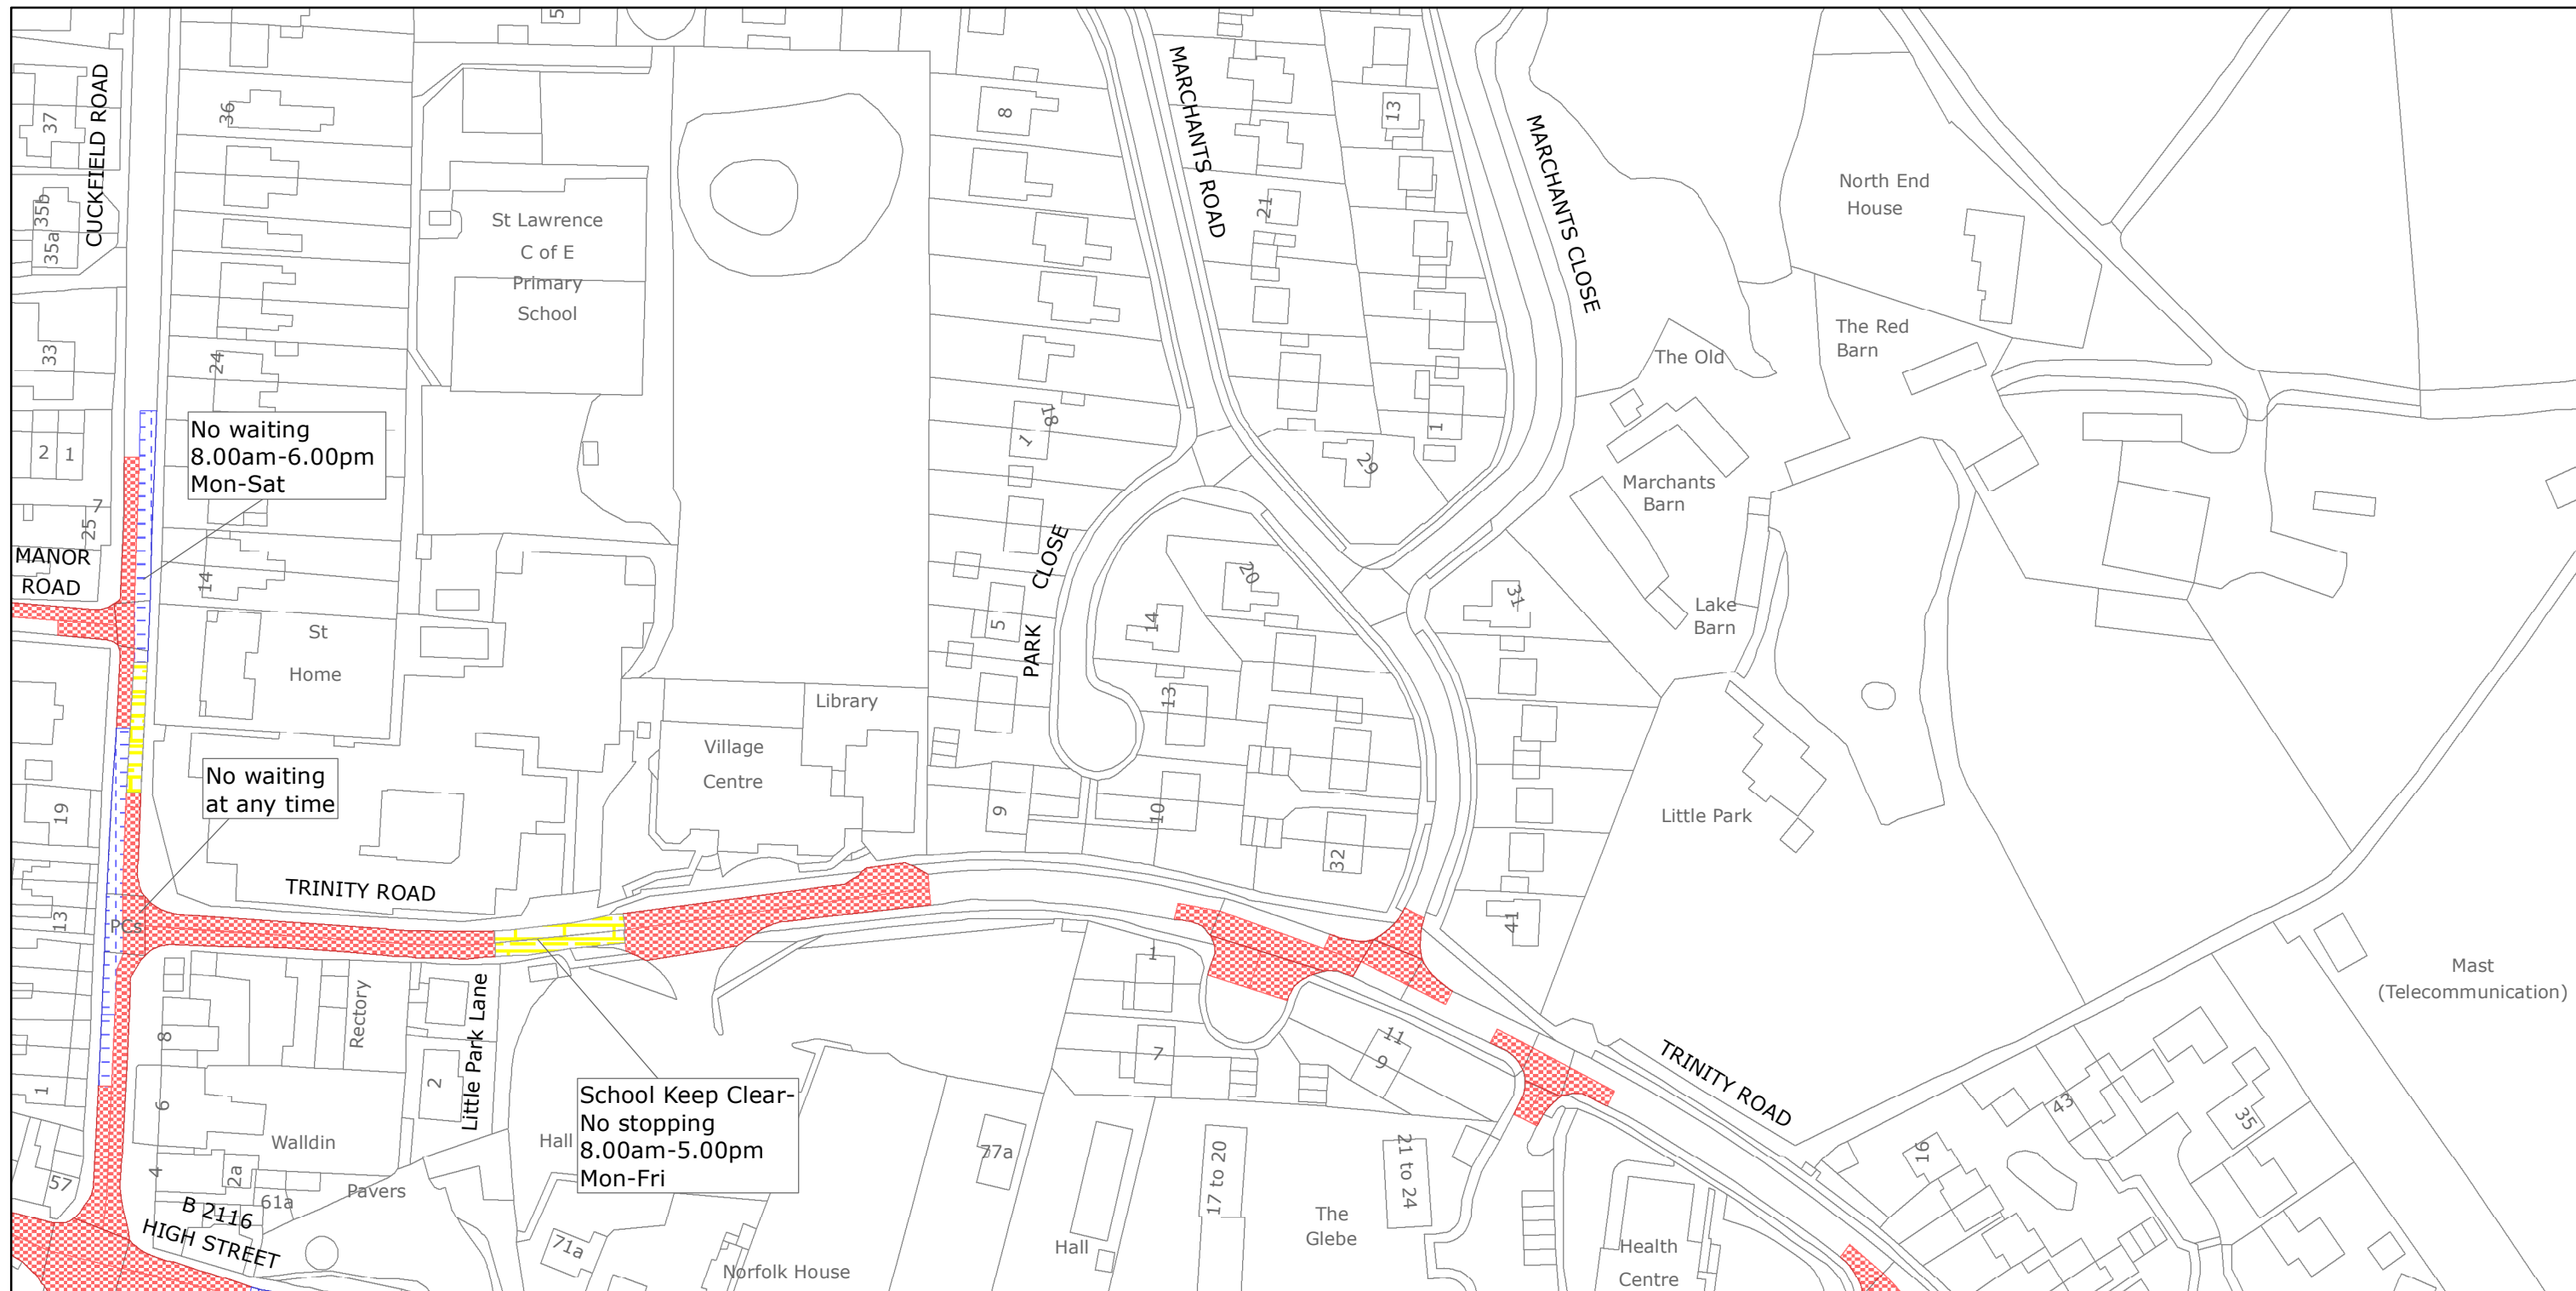 5
CUCKFIELD ROAD
37
36
35b
35a
33
24
2
1
7
25
MANOR
ROAD
14
No waiting
8.00am-6.00pm
Mon-Sat
St Lawrence
C of E
Primary
School
St
Home
Library
Village
Centre
No waiting
at any time
19
13
PCs
1
57
TRINITY ROAD
8
6
4
2a
61a
Rectory
Walldin
Pavers
B 2116
HIGH STREET
2
Little Park Lane
Hall
School Keep Clear-
No stopping
8.00am-5.00pm
Mon-Fri
71a
Norfolk House
77a
Hall
8
18
1
5
PARK CLOSE
9
10
13
14
20
32
MARCHANTS ROAD
21
29
13
1
MARCHANTS CLOSE
31
41
North End
House
The Red
Barn
The Old
Marchants
Barn
Lake
Barn
Little Park
1
7
11
9
17 to 20
21 to 24
The
Glebe
Health
Centre
TRINITY ROAD
16
43
35
Mast
(Telecommunication)